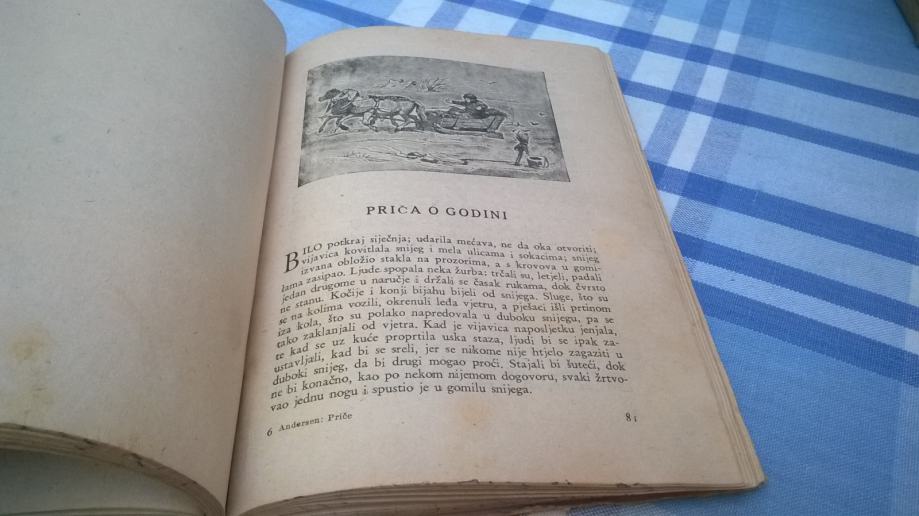 PRIČA O GODINI
BILO potkraj siječnja; udarila mećava, ne da oka otvoriti;
vijavica kovitlala snijeg i mela ulicama i sokacima; snijeg
izvana obložio stakla na prozorima, a s krovova u gomi-
lama zasipao. Ljude spopala neka žurba: trčali su, letjeli, padali
jedan drugome u naručje i držali se časak rukama, dok čvrsto
ne stanu. Kočije i konji bijahu bijeli od snijega. Sluge, što su
se na kolima vozili, okrenuli leđa vjetru, a pješaci išli prtinom
iza kola, što su polako napredovala u duboku snijegu, pa se
tako zaklanjali od vjetra. Kad je vijavica naposljetku jenjala,
te kad se uz kuće proprtila uska staza, ljudi bi se ipak za-
ustavljali, kad bi se sreli, jer se nikome nije htjelo zagaziti u
duboki snijeg, da bi drugi mogao proći. Stajali bi šuteći, dok
ne bi konačno, kao po nekom nijemom dogovoru, svaki žrtvo-
vao jednu nogu i spustio je u gomilu snijega.
6 Andersen: Priče
81